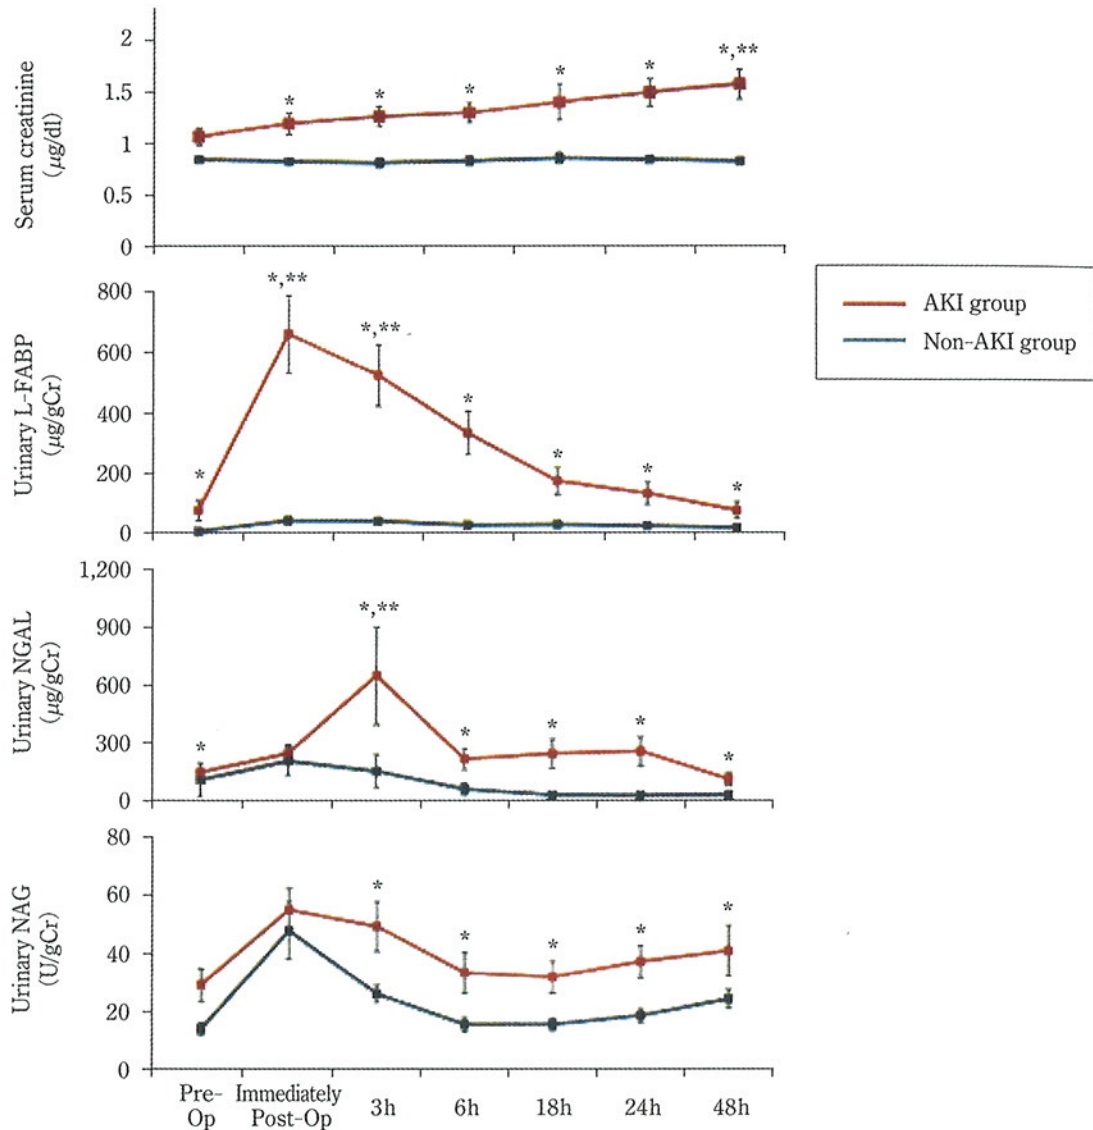 Serum creatinine
(μg/dl)
2
1.5
1
0.5
0
*
*
*
*
*
*,**
Urinary L-FABP
(μg/gCr)
800
600
400
200
0
*
*,**
*,**
*
*
*
*
AKI group
Non-AKI group
Urinary NGAL
(μg/gCr)
1,200
900
600
300
0
*
*,**
*
*
*
*
Urinary NAG
(U/gCr)
80
60
40
20
0
*
*
*
*
*
Pre-
Op
Immediately
Post-Op
3h
6h
18h
24h
48h